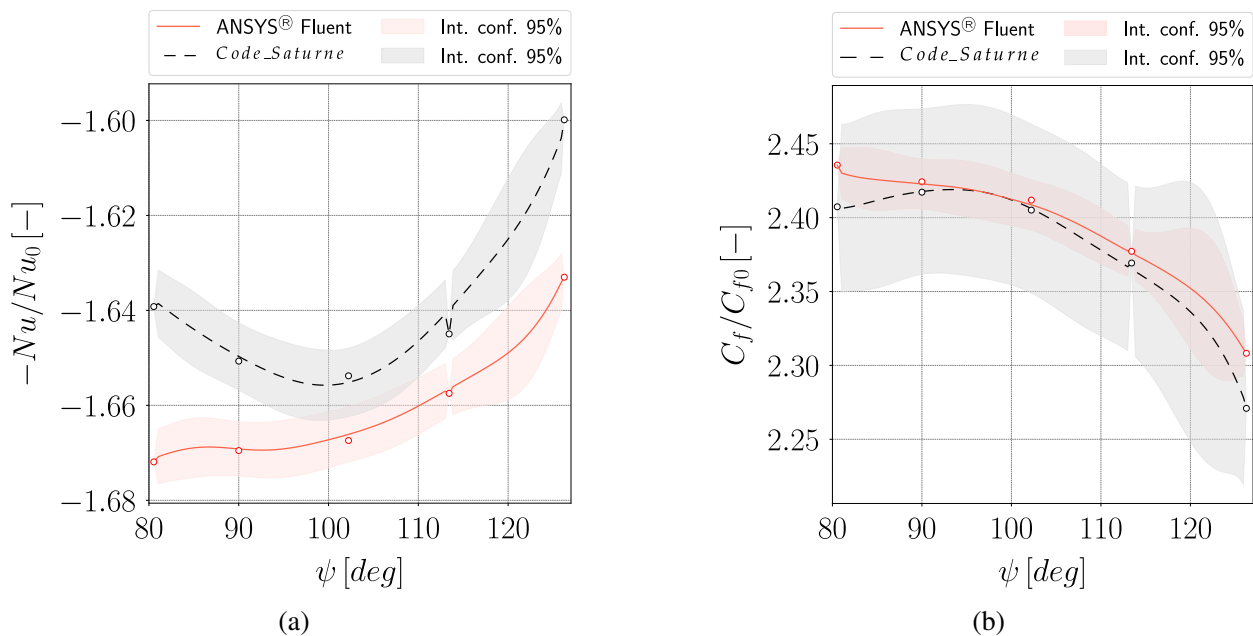 ANSYS® Fluent Int. conf. 95%
Code_Saturne Int. conf. 95%
−1.60
−1.62
−1.64
−1.66
−1.68
−Nu/Nu₀ [−]
80 90 100 110 120
ψ [deg]
(a)
ANSYS® Fluent Int. conf. 95%
Code_Saturne Int. conf. 95%
2.45
2.40
2.35
2.30
2.25
C_f/C_f0 [−]
80 90 100 110 120
ψ [deg]
(b)